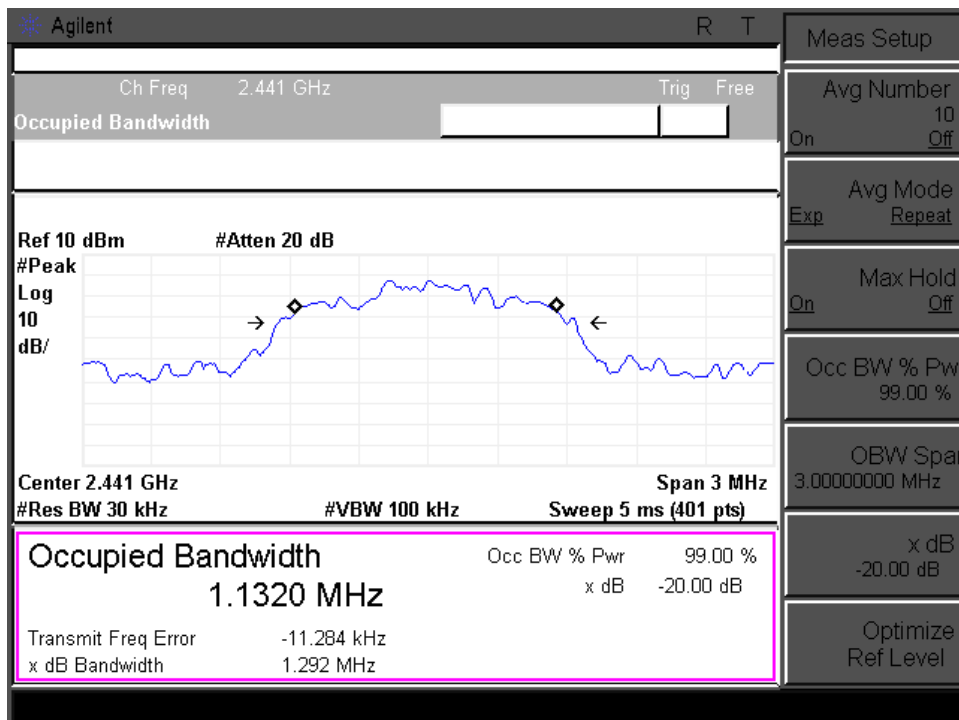 Agilent R T
Ch Freq 2.441 GHz Trig Free
Occupied Bandwidth
Ref 10 dBm #Atten 20 dB
#Peak
Log
10
dB/
Center 2.441 GHz Span 3 MHz
#Res BW 30 kHz #VBW 100 kHz Sweep 5 ms (401 pts)
Occupied Bandwidth
1.1320 MHz
Occ BW % Pwr 99.00 %
x dB -20.00 dB
Transmit Freq Error -11.284 kHz
x dB Bandwidth 1.292 MHz
Meas Setup
Avg Number
10
On Off
Avg Mode
Exp Repeat
Max Hold
On Off
Occ BW % Pw
99.00 %
OBW Spa
3.00000000 MHz
x dB
-20.00 dB
Optimize
Ref Level